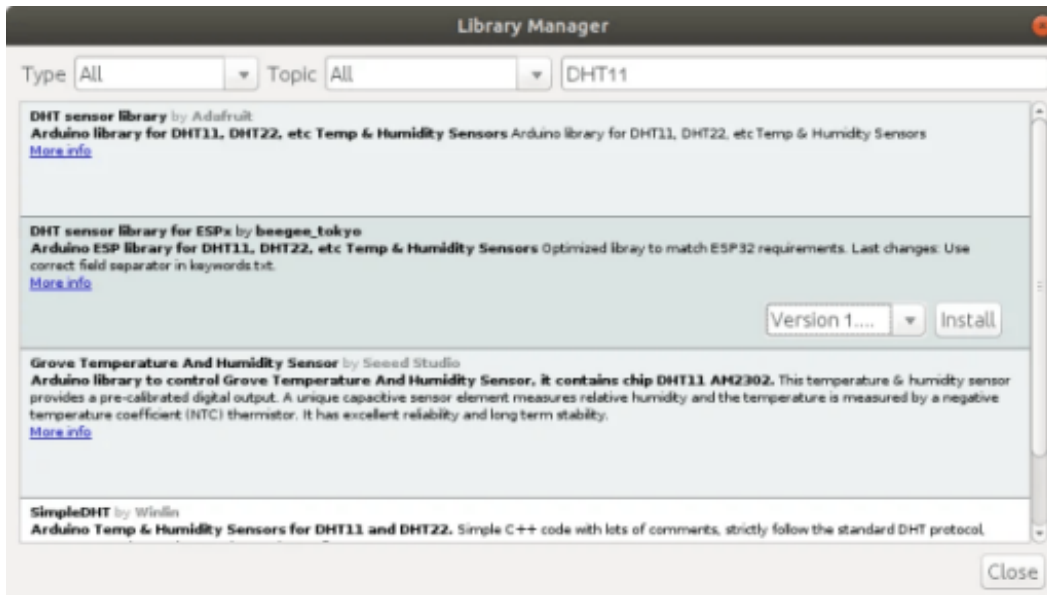 Library Manager
Type All Topic All DHT11
DHT sensor library by Adafruit
Arduino library for DHT11, DHT22, etc Temp & Humidity Sensors Arduino library for DHT11, DHT22, etc Temp & Humidity Sensors
More info
DHT sensor library for ESPx by beegee_tokyo
Arduino ESP library for DHT11, DHT22, etc Temp & Humidity Sensors Optimized libray to match ESP32 requirements. Last changes: Use
correct field separator in keywords.txt.
More info
Version 1.... Install
Grove Temperature And Humidity Sensor by Seeed Studio
Arduino library to control Grove Temperature And Humidity Sensor, it contains chip DHT11 AM2302. This temperature & humidity sensor
provides a pre-calibrated digital output. A unique capacitive sensor element measures relative humidity and the temperature is measured by a negative
temperature coefficient (NTC) thermistor. It has excellent reliability and long term stability.
More info
SimpleDHT by Winlin
Arduino Temp & Humidity Sensors for DHT11 and DHT22. Simple C++ code with lots of comments, strictly follow the standard DHT protocol,
Close